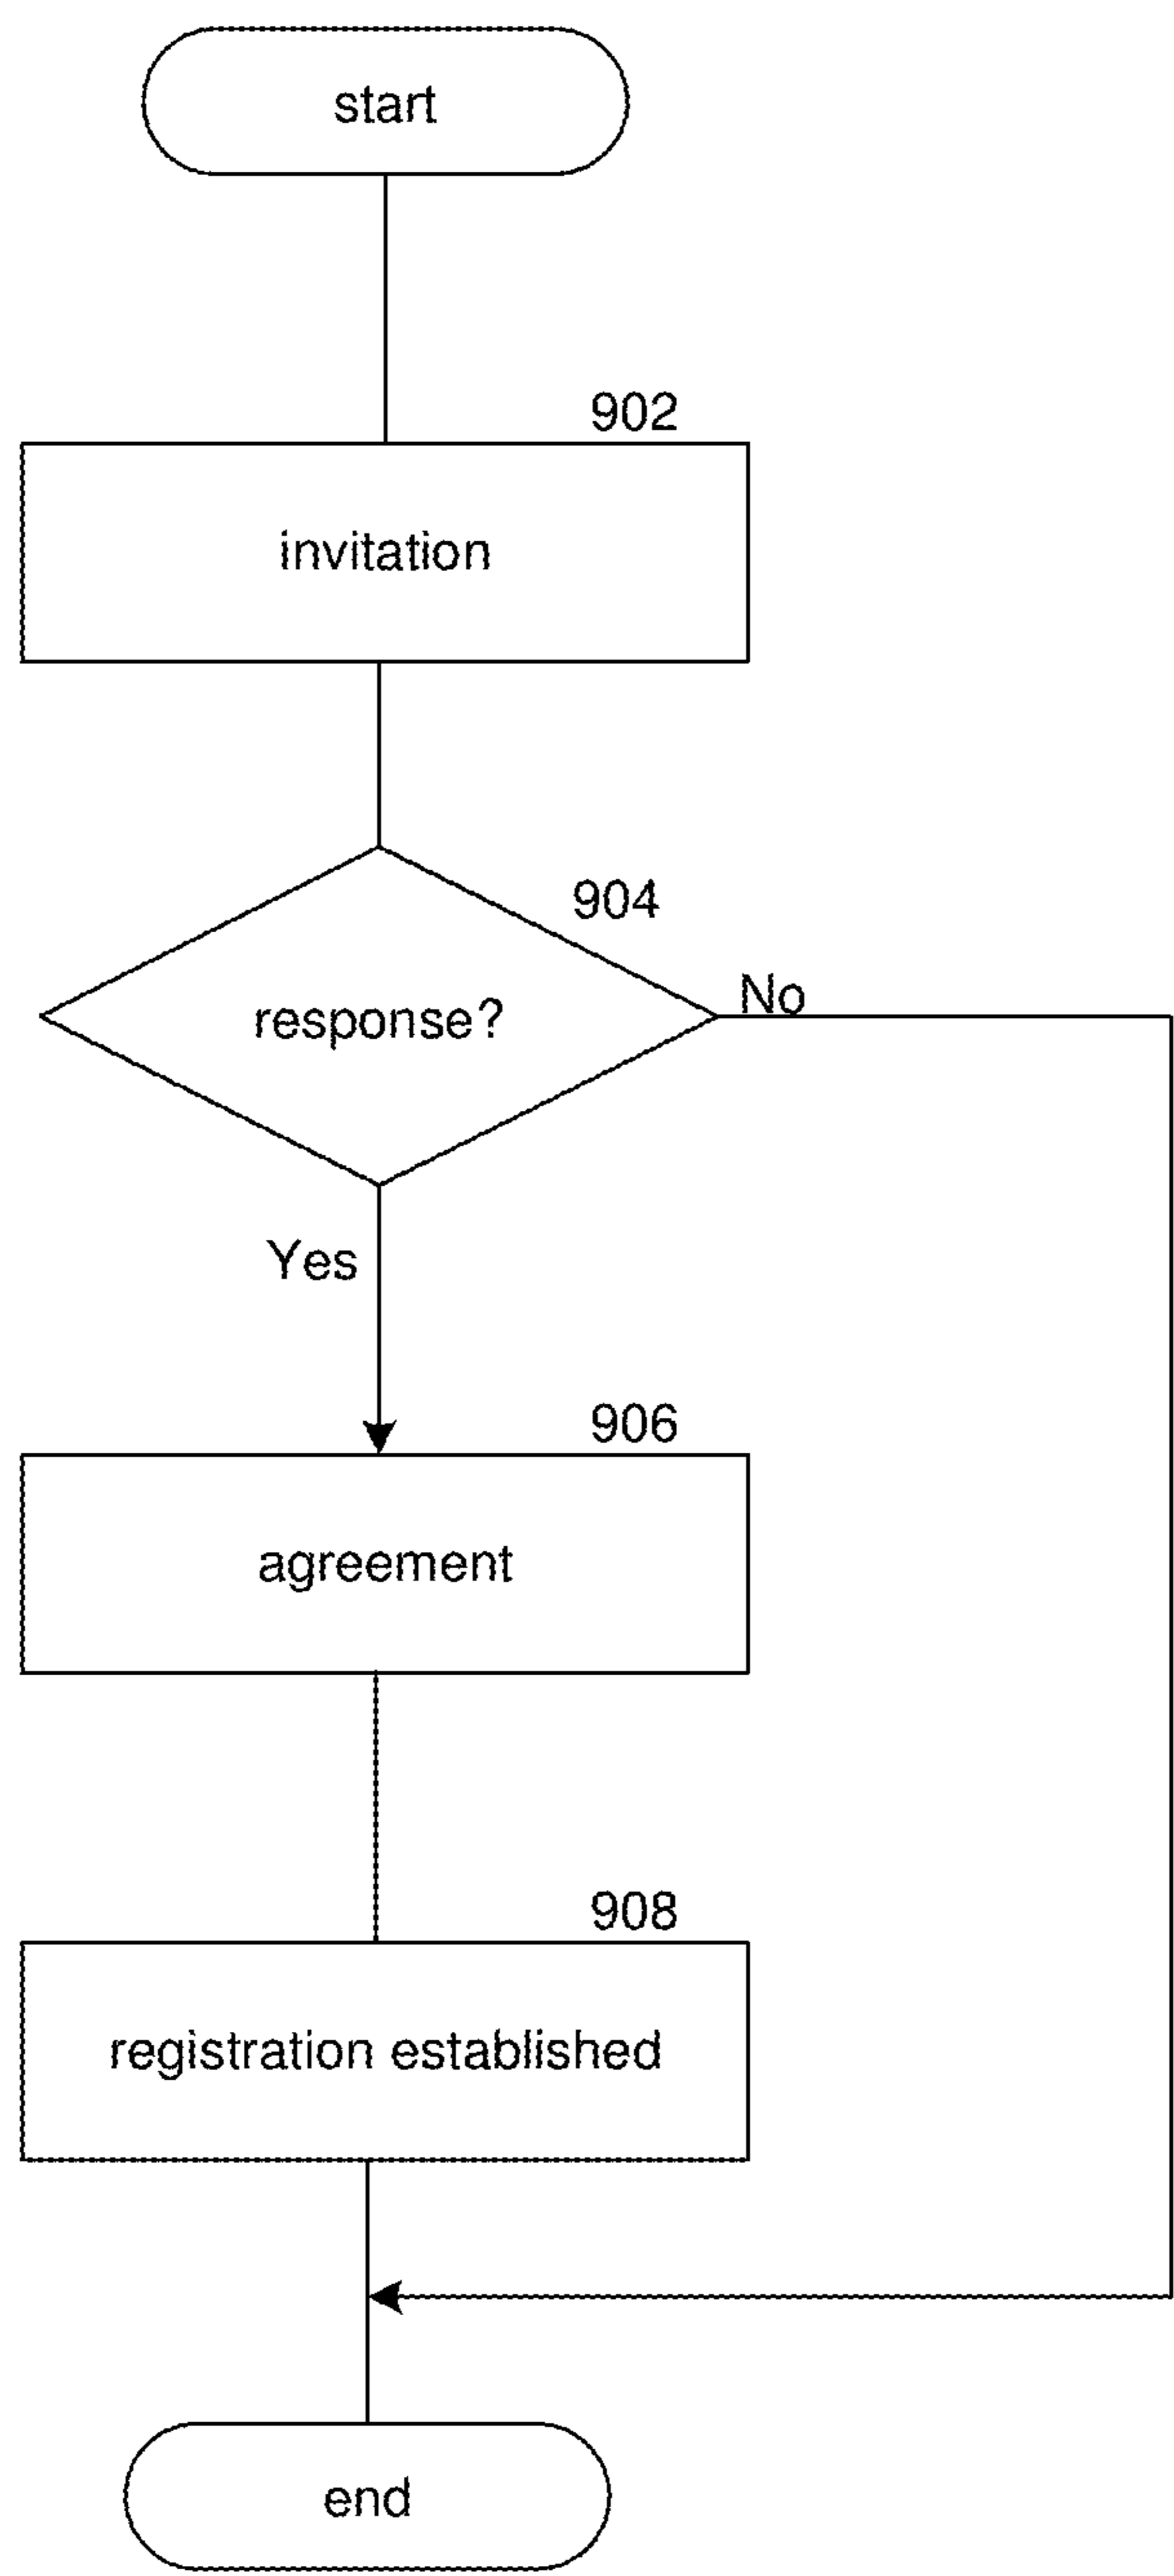 start
902
invitation
904
No
response?
Yes
906
agreement
908
registration established
end